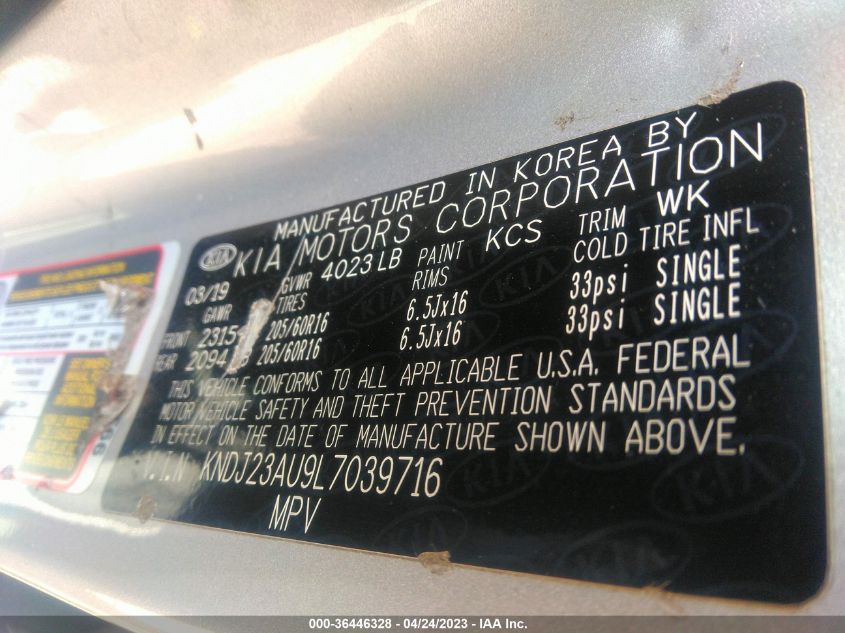 MANUFACTURED IN KOREA BY
KIA KIA MOTORS CORPORATION
03/19 GVWR 4023 LB PAINT KCS TRIM WK
GAWR TIRES RIMS COLD TIRE INFL
FRONT 2315 205/60R16 6.5Jx16 33psi SINGLE
REAR 2094 205/60R16 6.5Jx16 33psi SINGLE
THIS VEHICLE CONFORMS TO ALL APPLICABLE U.S.A. FEDERAL
MOTOR VEHICLE SAFETY AND THEFT PREVENTION STANDARDS
IN EFFECT ON THE DATE OF MANUFACTURE SHOWN ABOVE.
V.I.N KNDJ23AU9L7039716
MPV
000-36446328 - 04/24/2023 - IAA Inc.